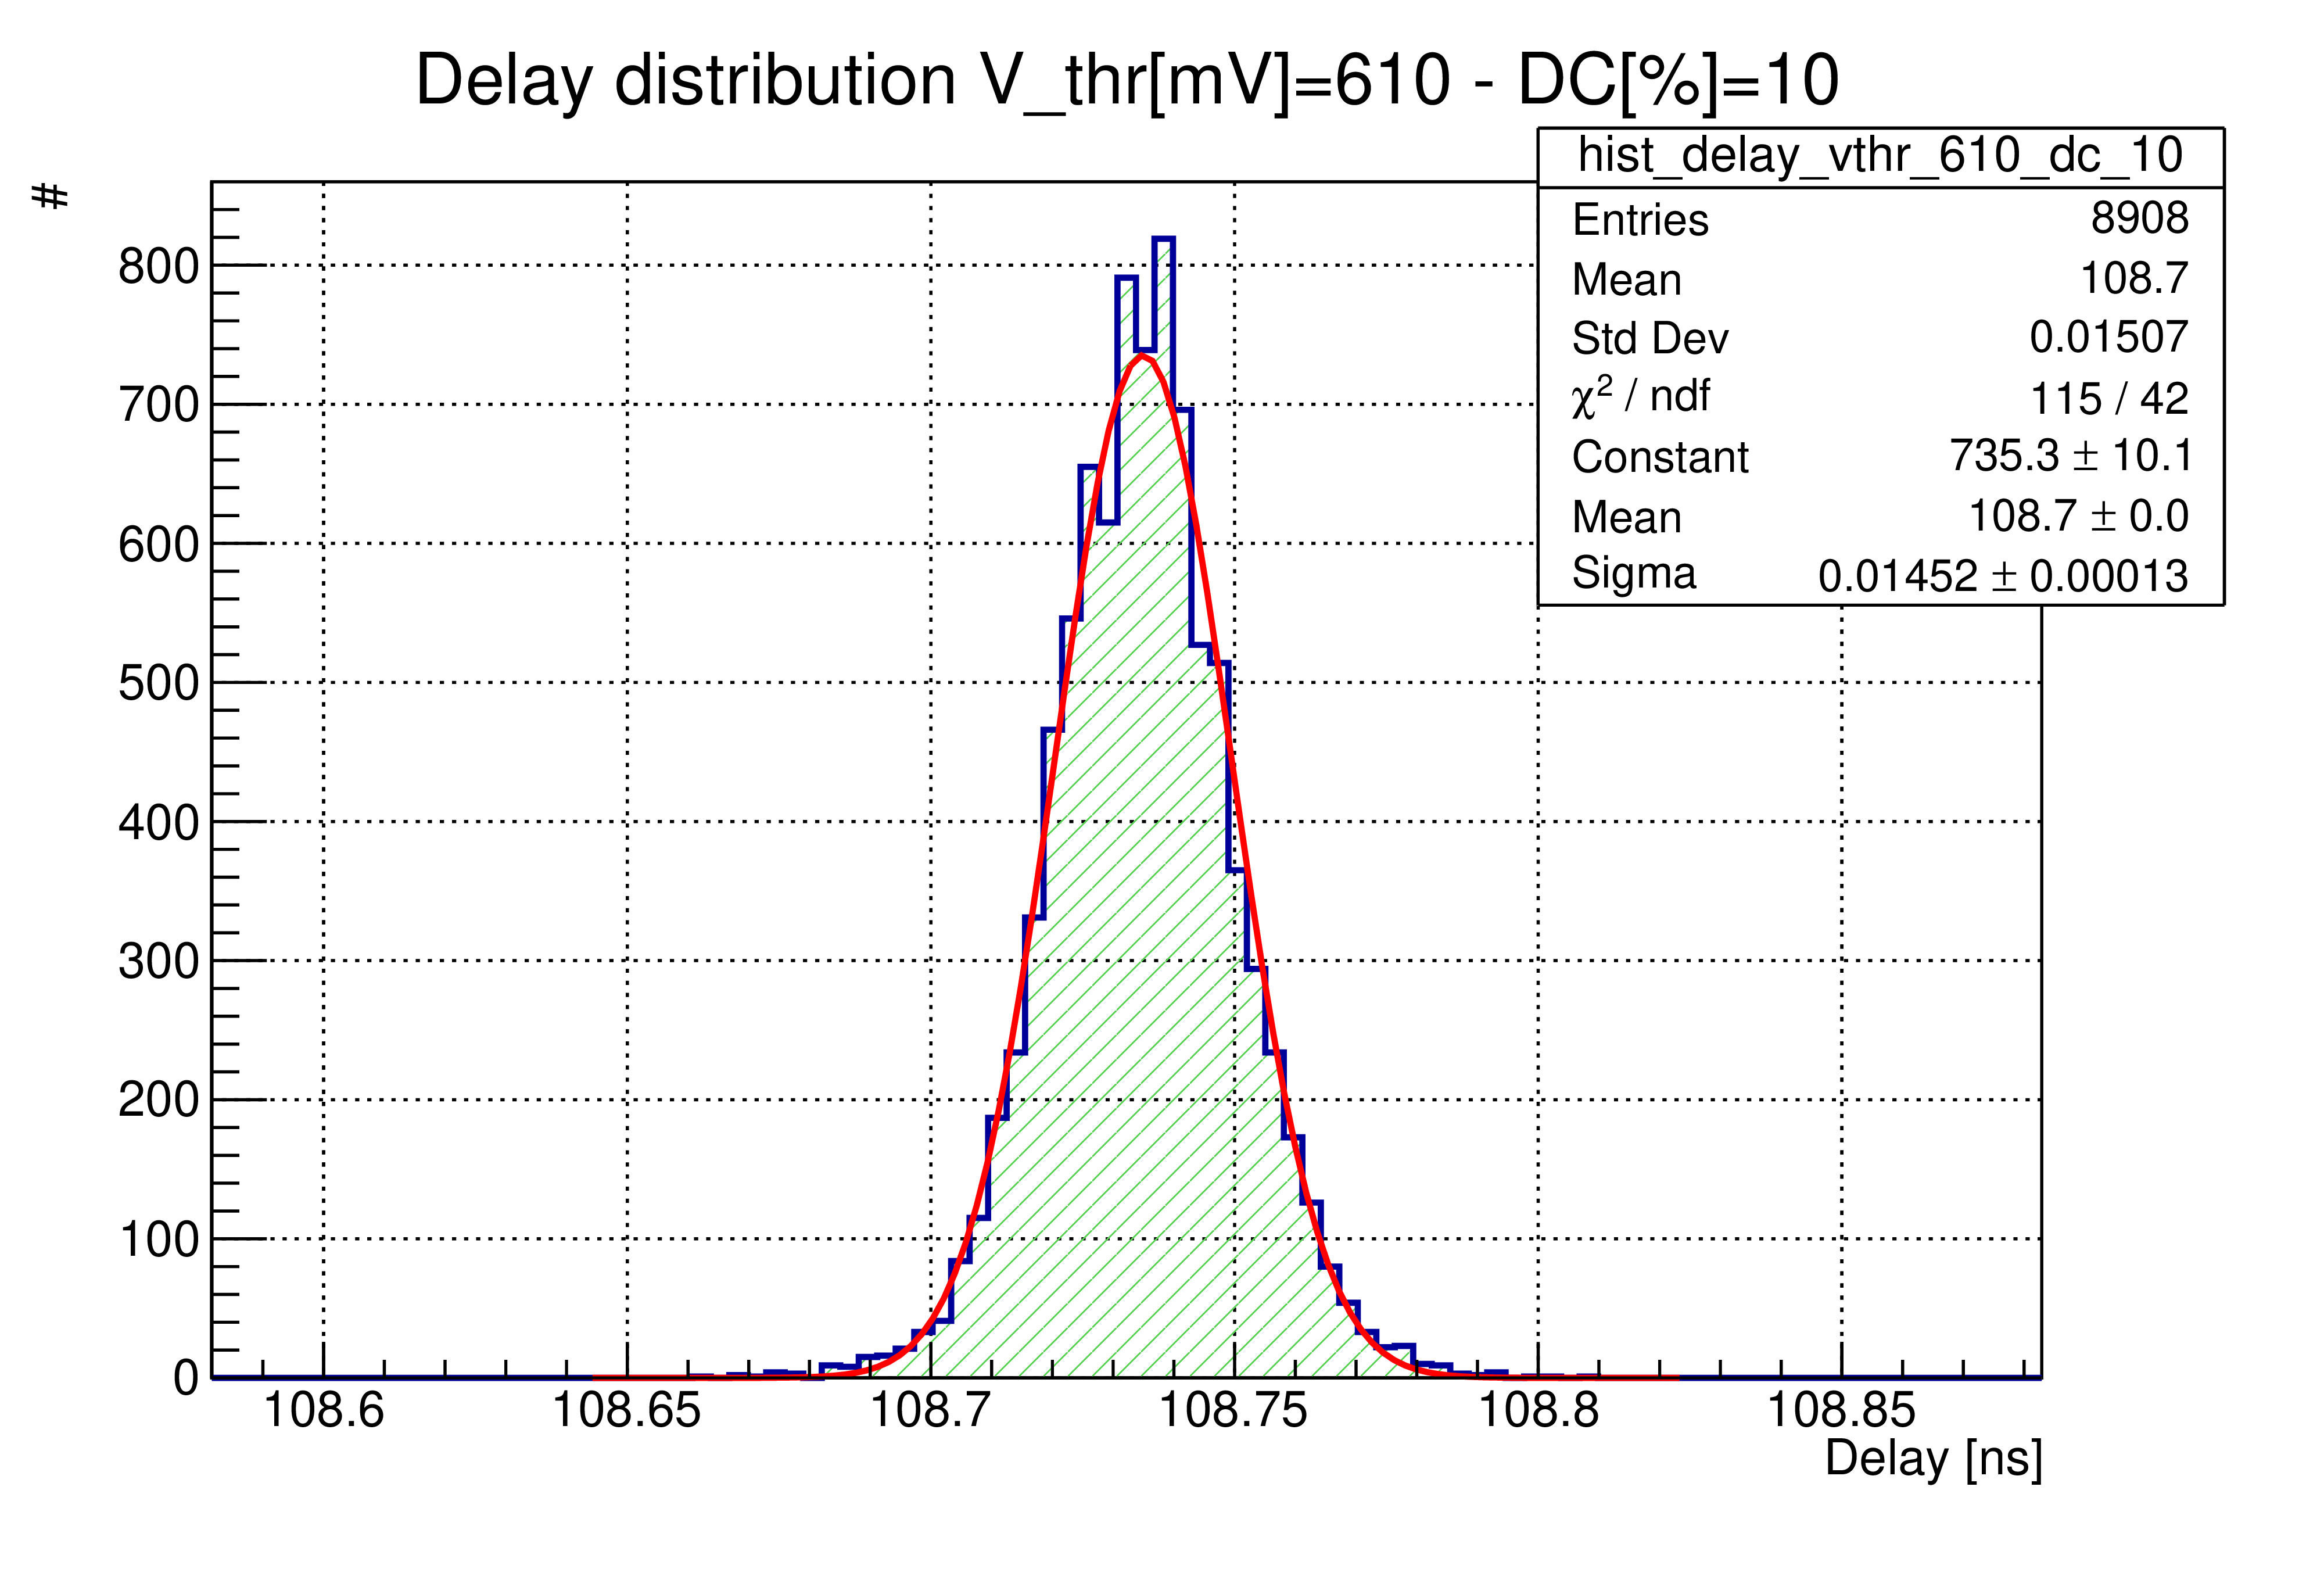 Delay distribution V_thr[mV]=610 - DC[%]=10
hist_delay_vthr_610_dc_10
Entries 8908
Mean 108.7
Std Dev 0.01507
χ² / ndf 115 / 42
Constant 735.3 ± 10.1
Mean 108.7 ± 0.0
Sigma 0.01452 ± 0.00013
#
800
700
600
500
400
300
200
100
0
108.6 108.65 108.7 108.75 108.8 108.85
Delay [ns]